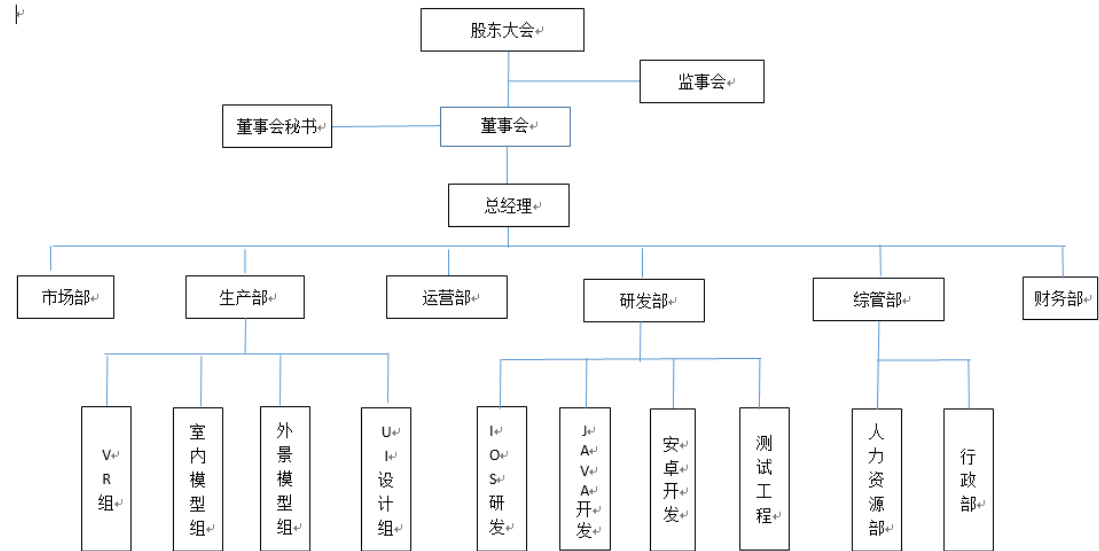 股东大会
监事会
董事会秘书
董事会
总经理
市场部
生产部
运营部
研发部
综管部
财务部
VR组
室内模型组
外景模型组
UI设计组
IOS研发
JAVA开发
安卓开发
测试工程
人力资源部
行政部